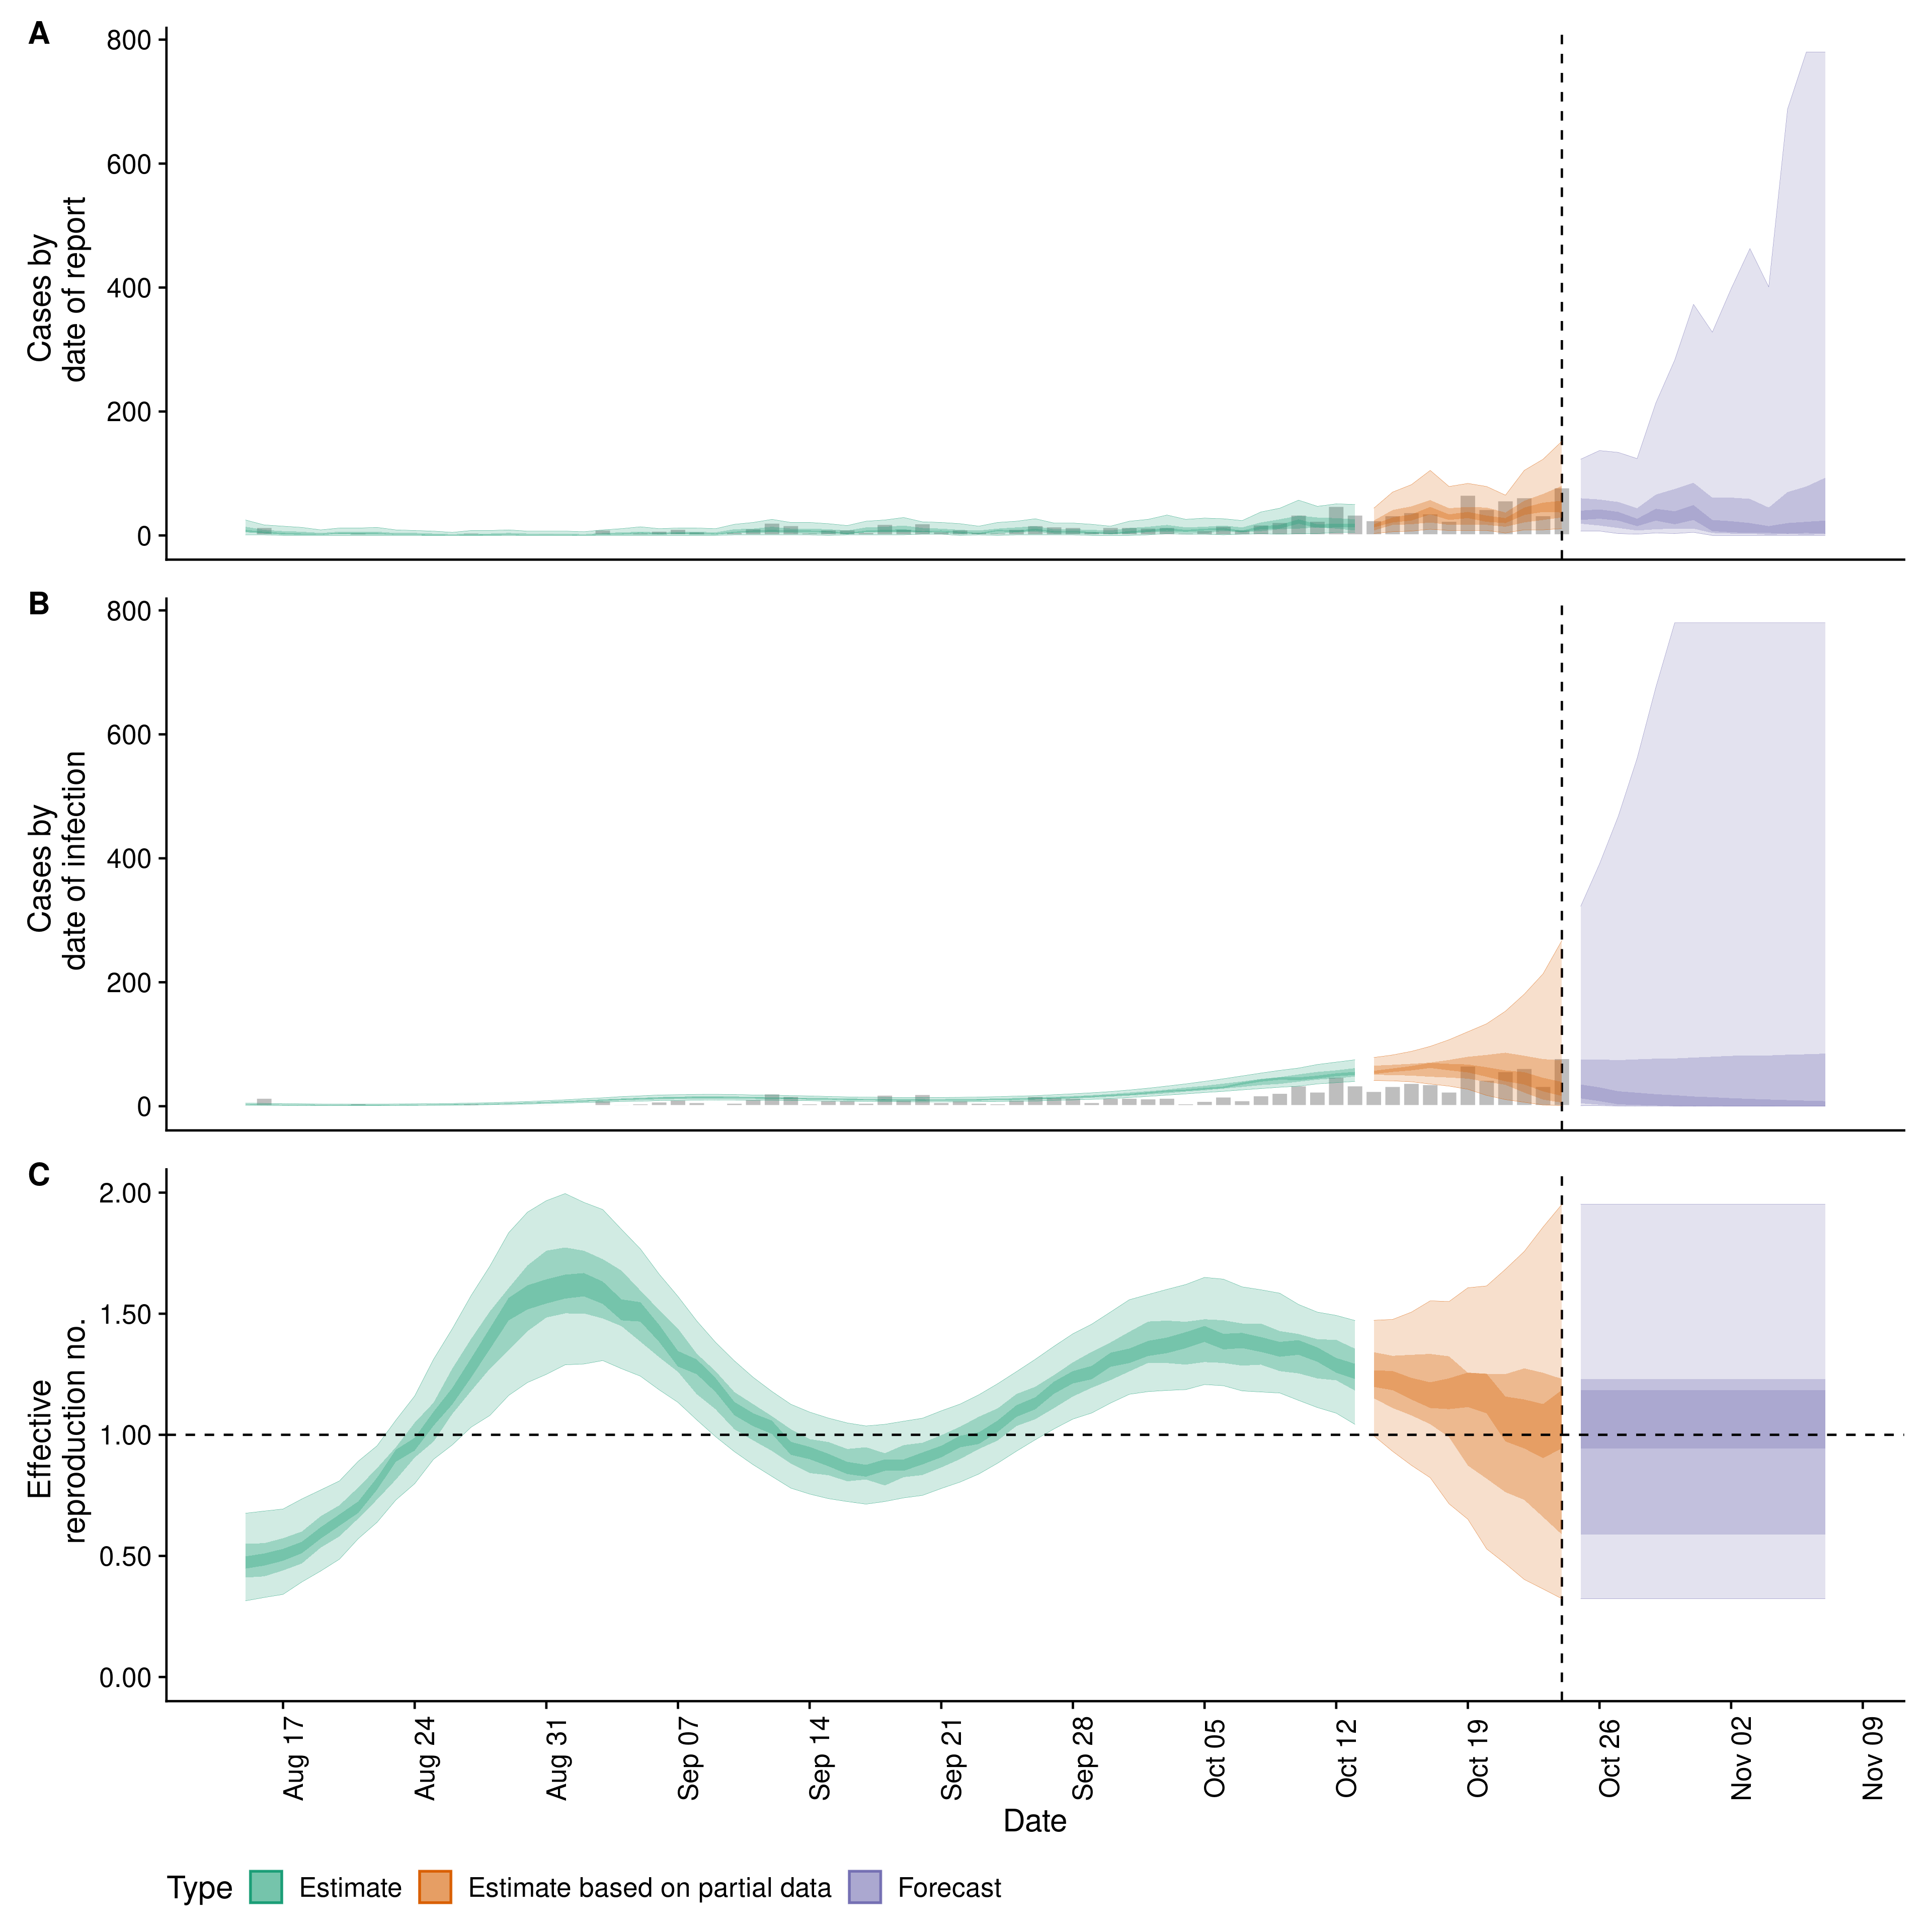 A
800
600
400
200
0
Cases by
date of report
B
800
600
400
200
0
Cases by
date of infection
C
2.00
1.50
1.00
0.50
0.00
Effective
reproduction no.
Aug 17
Aug 24
Aug 31
Sep 07
Sep 14
Sep 21
Sep 28
Oct 05
Oct 12
Oct 19
Oct 26
Nov 02
Nov 09
Date
Type Estimate Estimate based on partial data Forecast